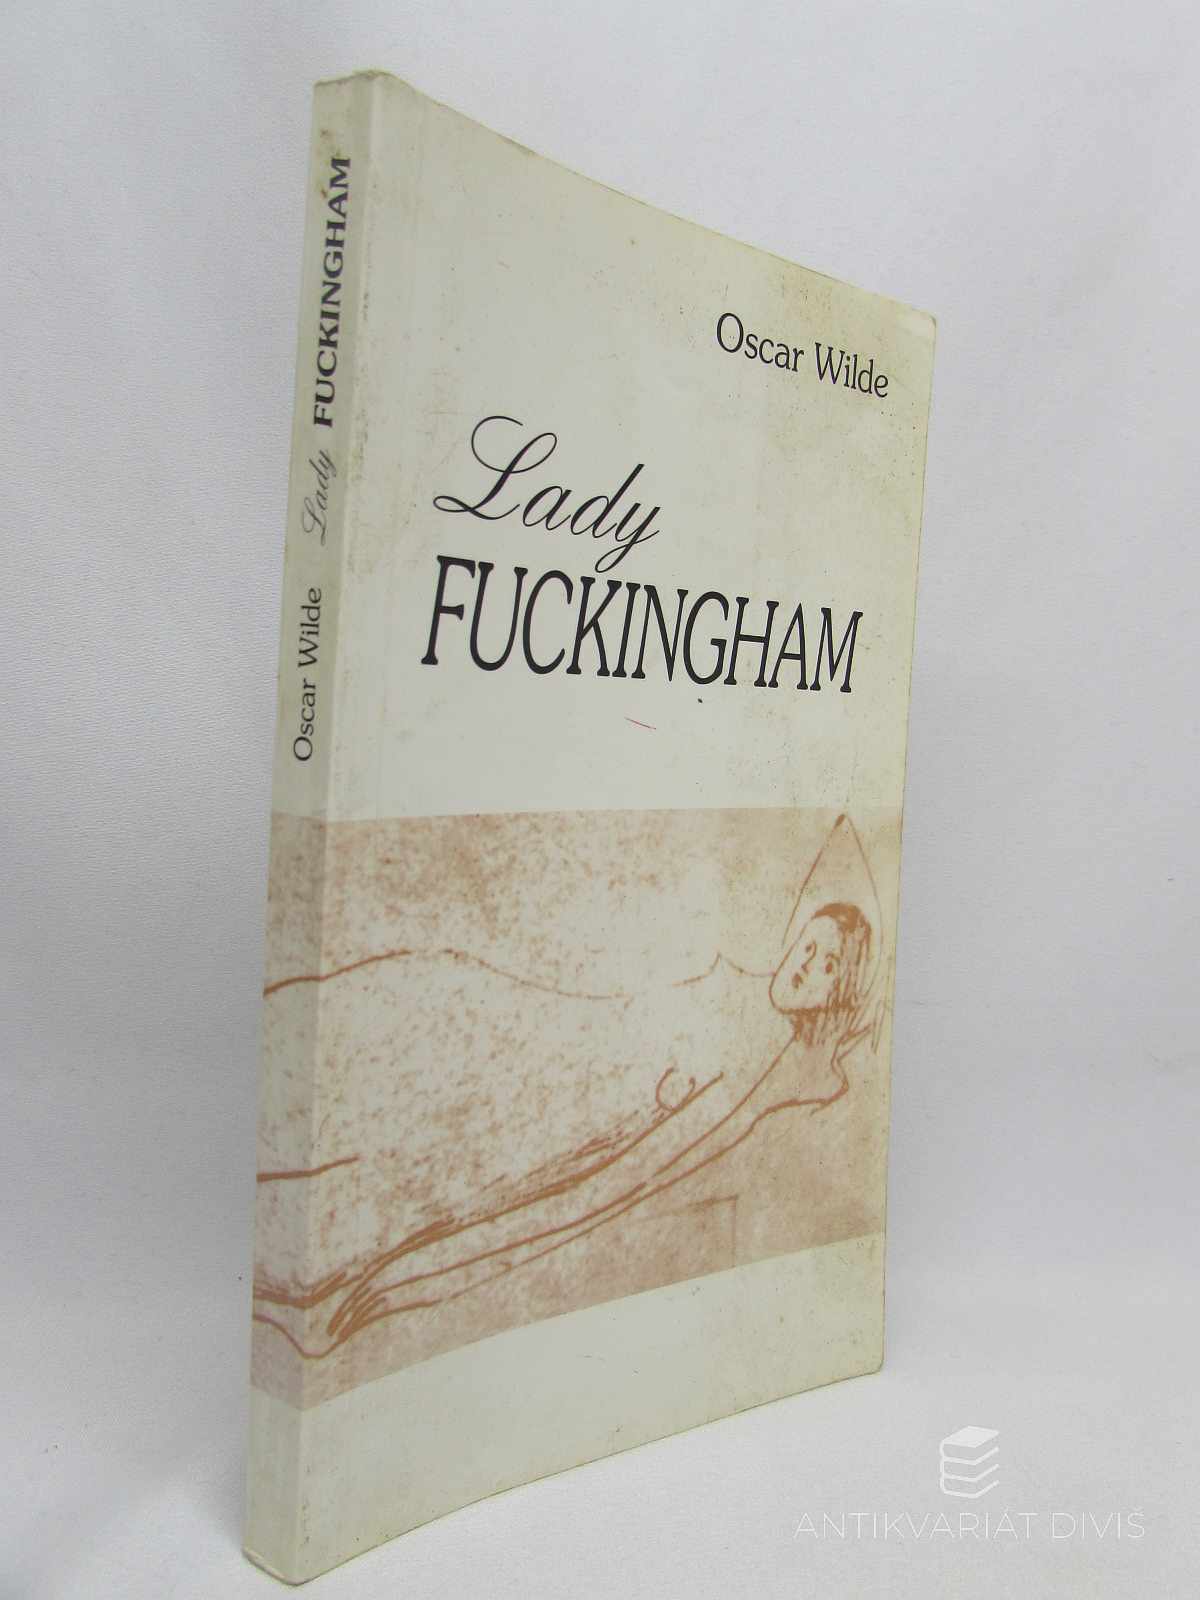 Oscar Wilde Lady FUCKINGHAM
Oscar Wilde
Lady
FUCKINGHAM
ANTIKVARIÁT DIVIŠ